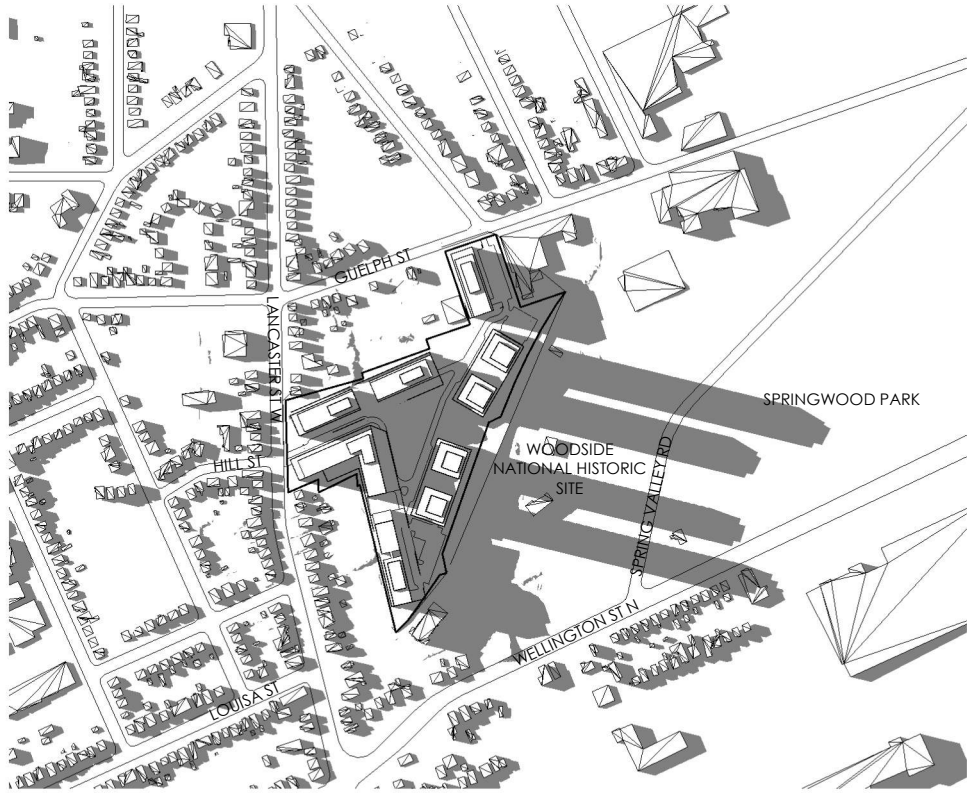 GUELPH ST
LANCASTER ST W
SPRINGWOOD PARK
WOODSIDE
NATIONAL HISTORIC
SITE
HILL ST
SPRING VALLEY RD
WELLINGTON ST N
LOUISA ST